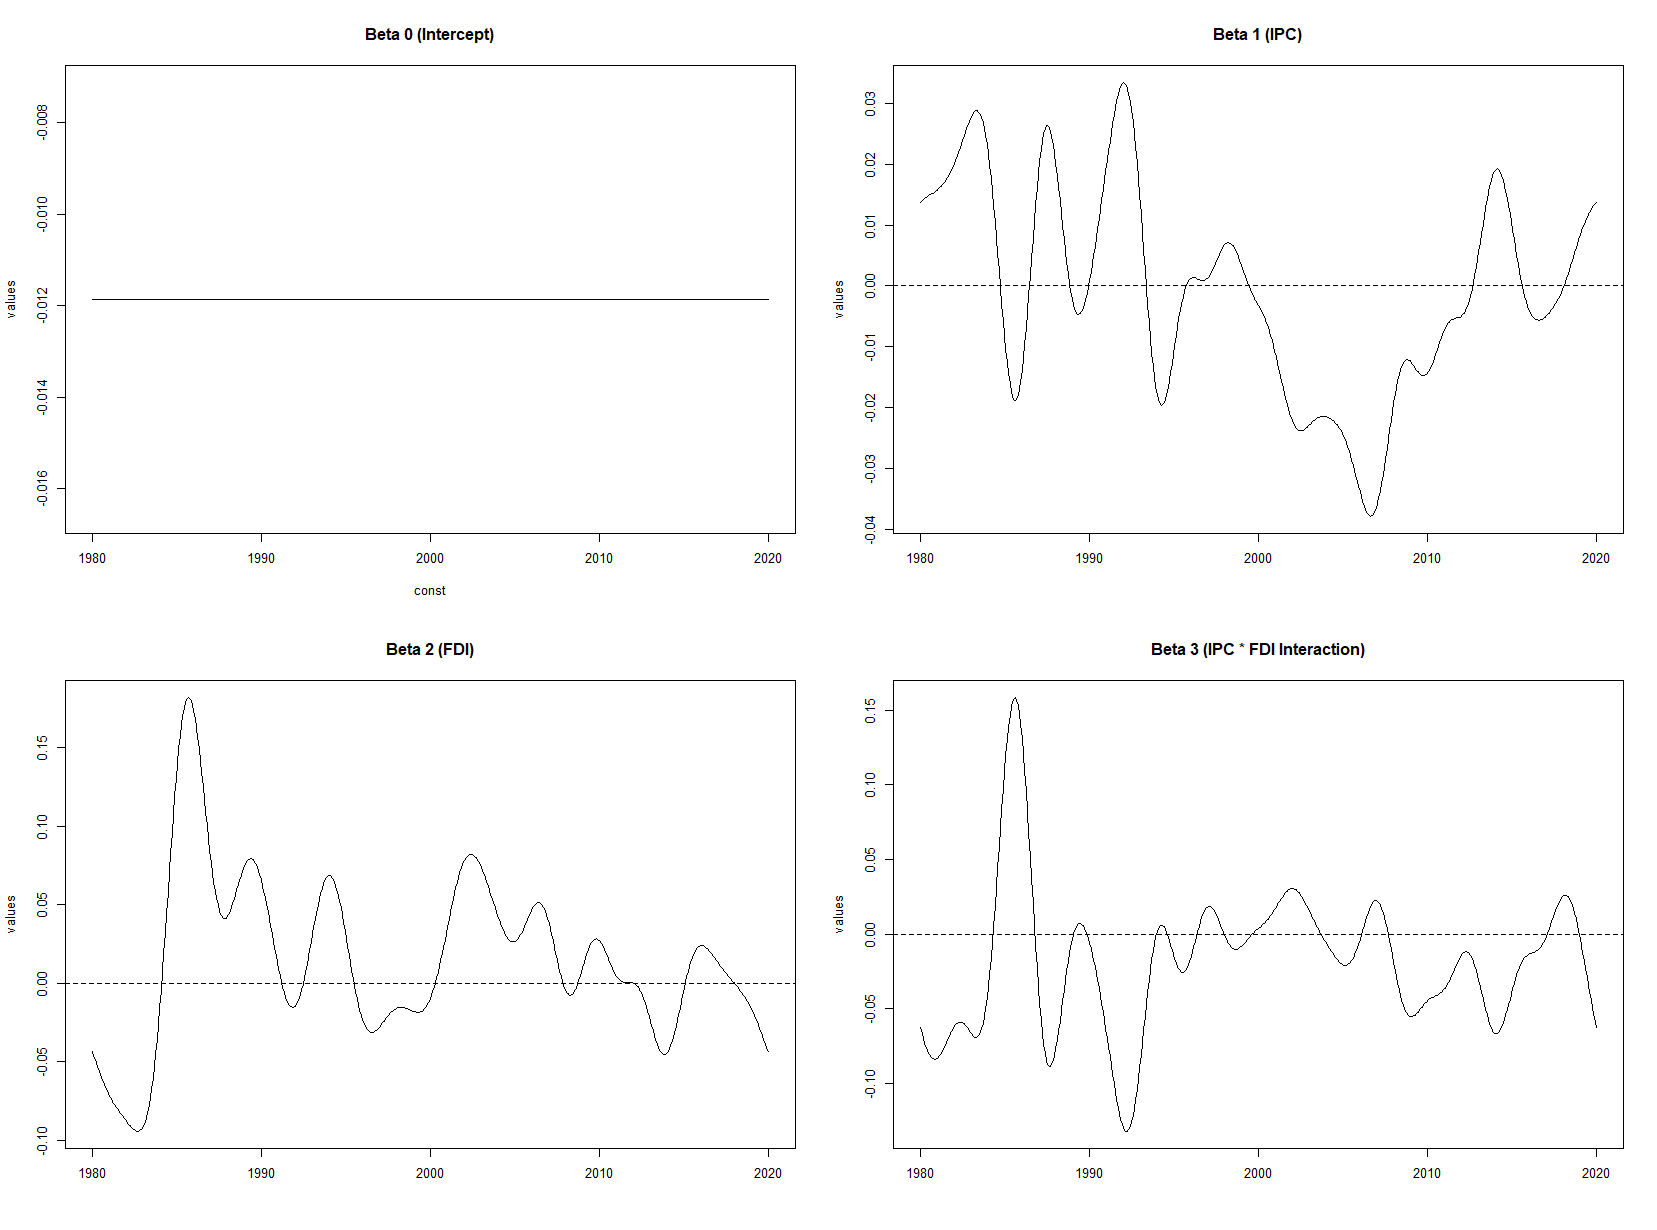 Beta 0 (Intercept)
values
-0.008
-0.010
-0.012
-0.014
-0.016
1980 1990 2000 2010 2020
const
Beta 1 (IPC)
values
0.03
0.02
0.01
0.00
-0.01
-0.02
-0.03
-0.04
1980 1990 2000 2010 2020
Beta 2 (FDI)
values
0.15
0.10
0.05
0.00
-0.05
-0.10
1980 1990 2000 2010 2020
Beta 3 (IPC * FDI Interaction)
values
0.15
0.10
0.05
0.00
-0.05
-0.10
1980 1990 2000 2010 2020